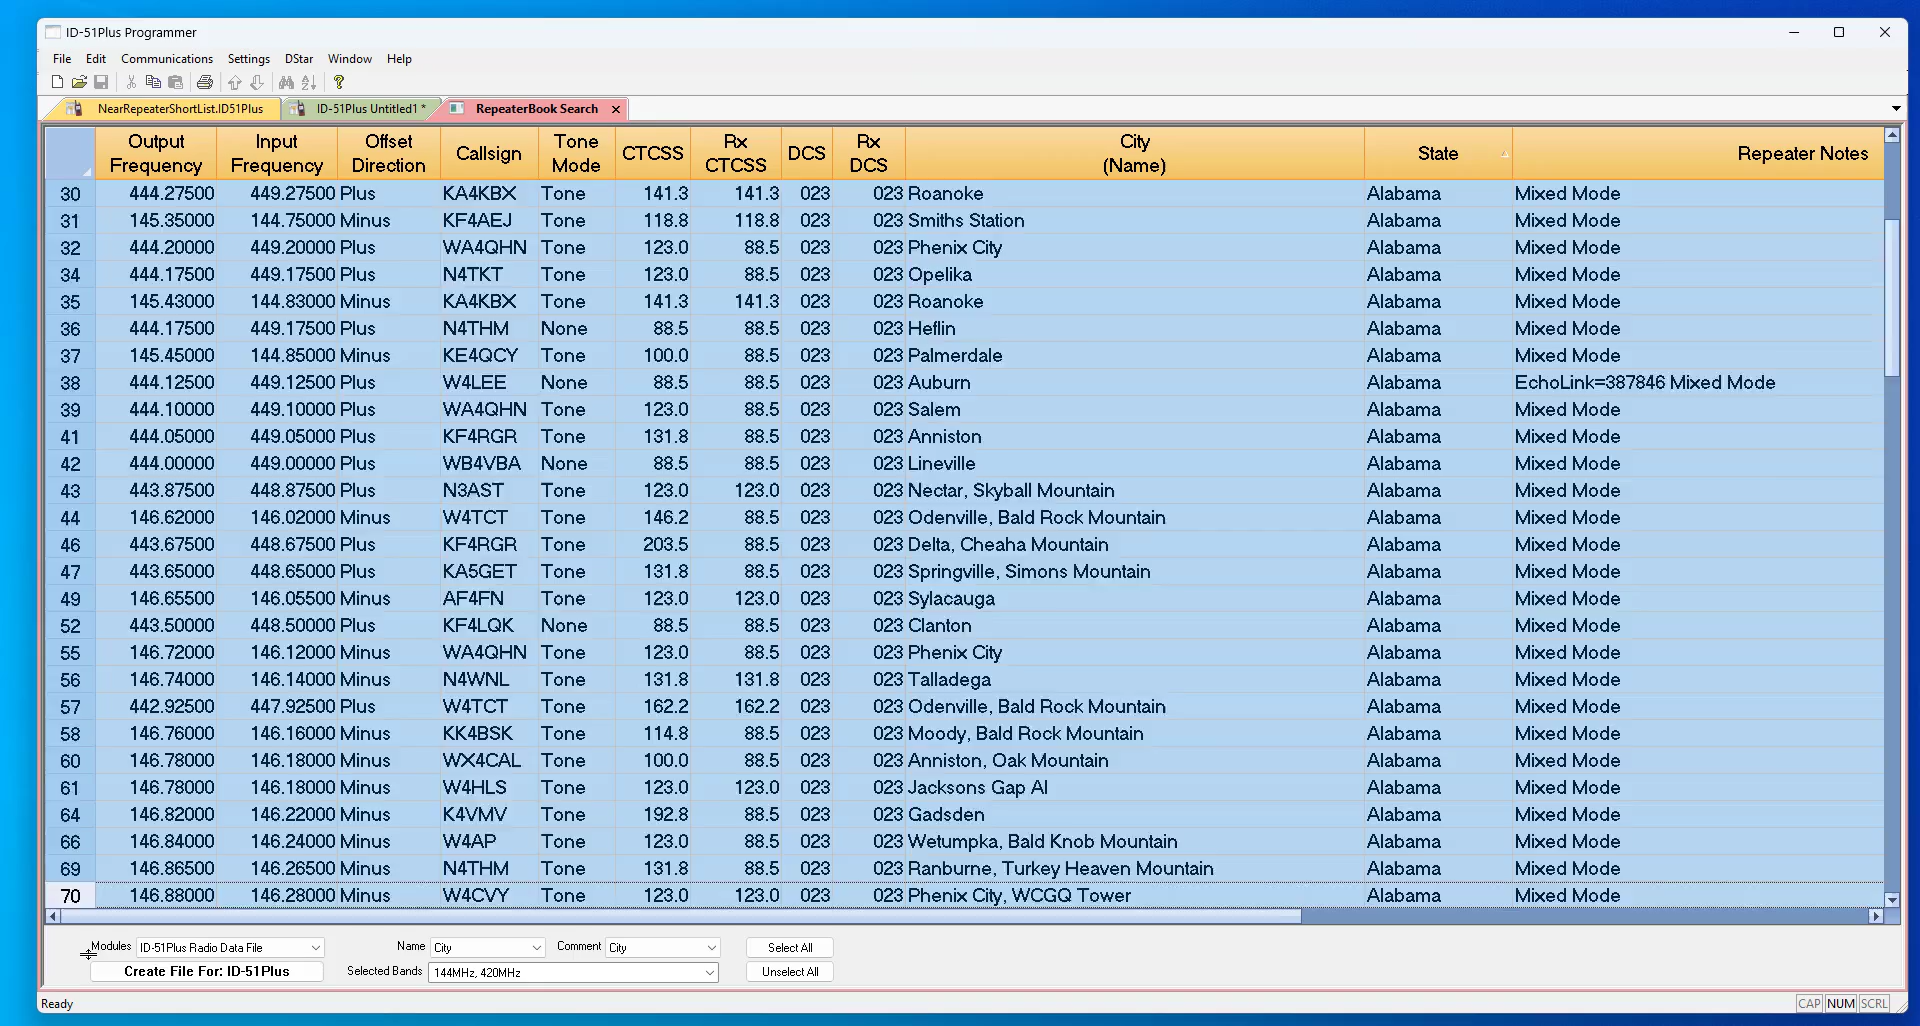 ID-51Plus Programmer
File Edit Communications Settings DStar Window Help
NearRepeaterShortList.ID51Plus ID-51Plus Untitled1 * RepeaterBook Search
Output Frequency Input Frequency Offset Direction Callsign Tone Mode CTCSS Rx CTCSS DCS Rx DCS City (Name) State Repeater Notes
30 444.27500 449.27500 Plus KA4KBX Tone 141.3 141.3 023 023 Roanoke Alabama Mixed Mode
31 145.35000 144.75000 Minus KF4AEJ Tone 118.8 118.8 023 023 Smiths Station Alabama Mixed Mode
32 444.20000 449.20000 Plus WA4QHN Tone 123.0 88.5 023 023 Phenix City Alabama Mixed Mode
34 444.17500 449.17500 Plus N4TKT Tone 123.0 88.5 023 023 Opelika Alabama Mixed Mode
35 145.43000 144.83000 Minus KA4KBX Tone 141.3 141.3 023 023 Roanoke Alabama Mixed Mode
36 444.17500 449.17500 Plus N4THM None 88.5 88.5 023 023 Heflin Alabama Mixed Mode
37 145.45000 144.85000 Minus KE4QCY Tone 100.0 88.5 023 023 Palmerdale Alabama Mixed Mode
38 444.12500 449.12500 Plus W4LEE None 88.5 88.5 023 023 Auburn Alabama EchoLink=387846 Mixed Mode
39 444.10000 449.10000 Plus WA4QHN Tone 123.0 88.5 023 023 Salem Alabama Mixed Mode
41 444.05000 449.05000 Plus KF4RGR Tone 131.8 88.5 023 023 Anniston Alabama Mixed Mode
42 444.00000 449.00000 Plus WB4VBA None 88.5 88.5 023 023 Lineville Alabama Mixed Mode
43 443.87500 448.87500 Plus N3AST Tone 123.0 123.0 023 023 Nectar, Skyball Mountain Alabama Mixed Mode
44 146.62000 146.02000 Minus W4TCT Tone 146.2 88.5 023 023 Odenville, Bald Rock Mountain Alabama Mixed Mode
46 443.67500 448.67500 Plus KF4RGR Tone 203.5 88.5 023 023 Delta, Cheaha Mountain Alabama Mixed Mode
47 443.65000 448.65000 Plus KA5GET Tone 131.8 88.5 023 023 Springville, Simons Mountain Alabama Mixed Mode
49 146.65500 146.05500 Minus AF4FN Tone 123.0 123.0 023 023 Sylacauga Alabama Mixed Mode
52 443.50000 448.50000 Plus KF4LQK None 88.5 88.5 023 023 Clanton Alabama Mixed Mode
55 146.72000 146.12000 Minus WA4QHN Tone 123.0 88.5 023 023 Phenix City Alabama Mixed Mode
56 146.74000 146.14000 Minus N4WNL Tone 131.8 131.8 023 023 Talladega Alabama Mixed Mode
57 442.92500 447.92500 Plus W4TCT Tone 162.2 162.2 023 023 Odenville, Bald Rock Mountain Alabama Mixed Mode
58 146.76000 146.16000 Minus KK4BSK Tone 114.8 88.5 023 023 Moody, Bald Rock Mountain Alabama Mixed Mode
60 146.78000 146.18000 Minus WX4CAL Tone 100.0 88.5 023 023 Anniston, Oak Mountain Alabama Mixed Mode
61 146.78000 146.18000 Minus W4HLS Tone 123.0 123.0 023 023 Jacksons Gap Al Alabama Mixed Mode
64 146.82000 146.22000 Minus K4VMV Tone 192.8 88.5 023 023 Gadsden Alabama Mixed Mode
66 146.84000 146.24000 Minus W4AP Tone 123.0 88.5 023 023 Wetumpka, Bald Knob Mountain Alabama Mixed Mode
69 146.86500 146.26500 Minus N4THM Tone 131.8 88.5 023 023 Ranburne, Turkey Heaven Mountain Alabama Mixed Mode
70 146.88000 146.28000 Minus W4CVY Tone 123.0 123.0 023 023 Phenix City, WCGQ Tower Alabama Mixed Mode
Modules ID-51Plus Radio Data File Name City Comment City Select All
Create File For: ID-51Plus Selected Bands 144MHz, 420MHz Unselect All
Ready CAP NUM SCRL